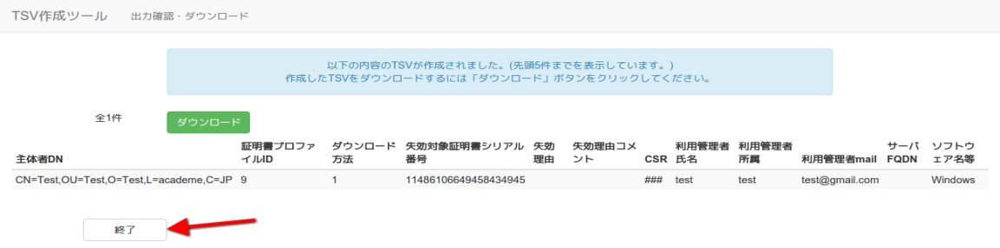 TSV作成ツール 出力確認・ダウンロード
以下の内容のTSVが作成されました。(先頭5件までを表示しています。)
作成したTSVをダウンロードするには「ダウンロード」ボタンをクリックしてください。
全1件 ダウンロード
主体者DN 証明書プロファイルID ダウンロード方法 失効対象証明書シリアル番号 失効理由 失効理由コメント CSR 利用管理者氏名 利用管理者所属 利用管理者mail サーバFQDN ソフトウェア名等
CN=Test,OU=Test,O=Test,L=academe,C=JP 9 1 11486106649458434945 ### test test test@gmail.com Windows
終了